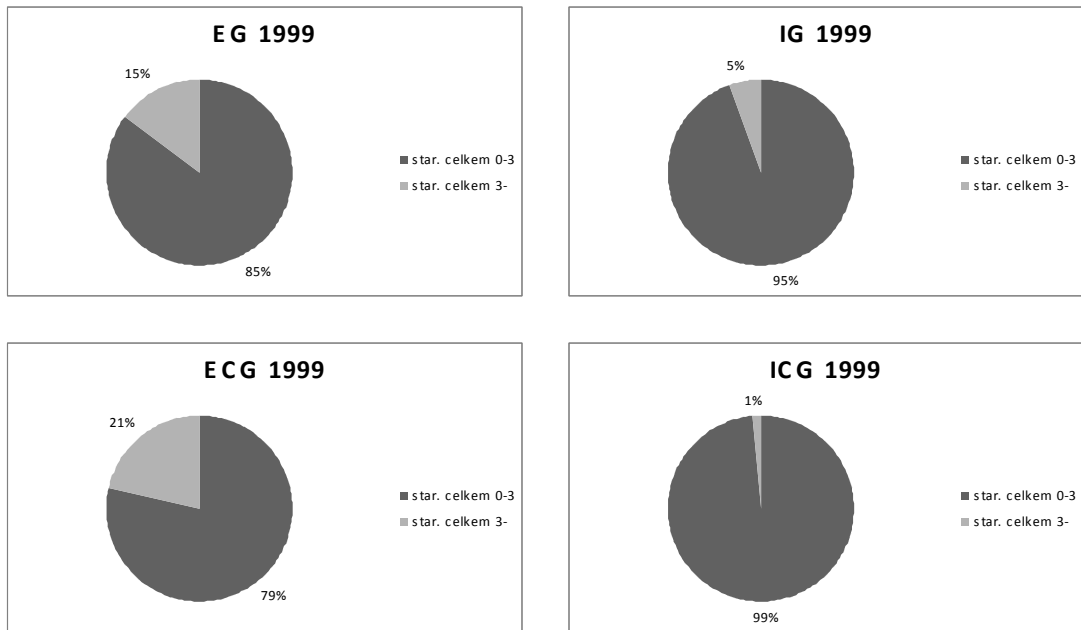 EG 1999
15%
85%
star. celkem 0-3
star. celkem 3-
IG 1999
5%
95%
star. celkem 0-3
star. celkem 3-
ECG 1999
21%
79%
star. celkem 0-3
star. celkem 3-
ICG 1999
1%
99%
star. celkem 0-3
star. celkem 3-